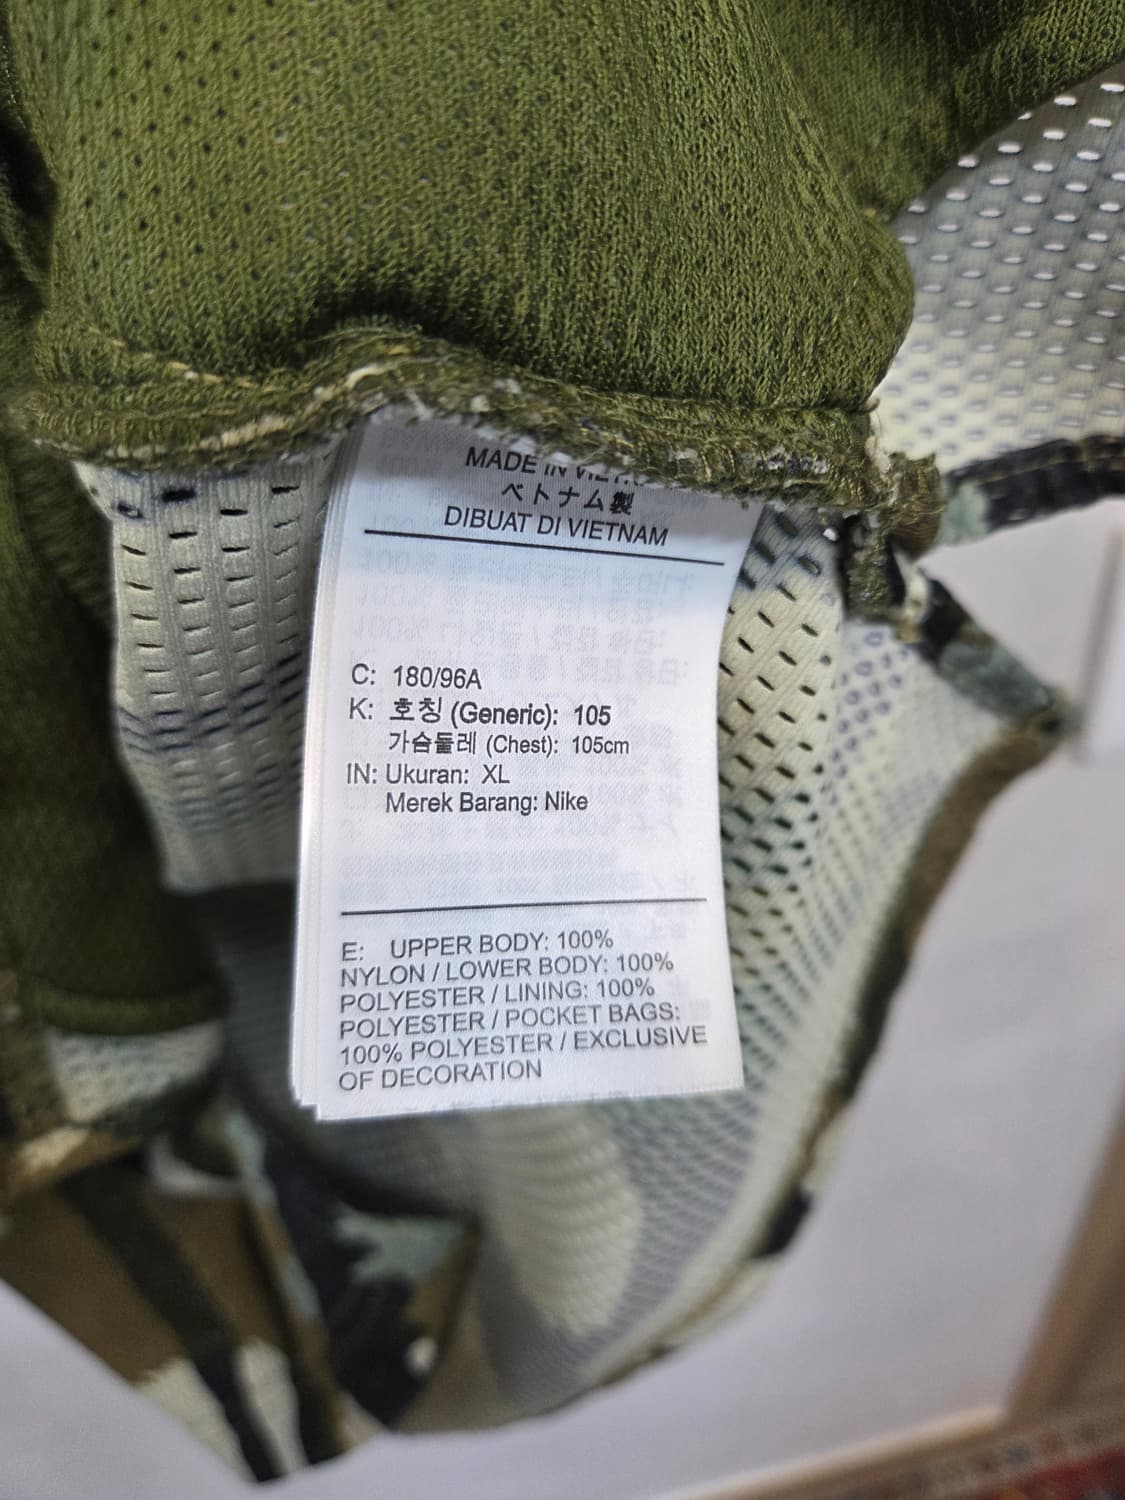 MADE IN VIETNAM
ベトナム製
DIBUAT DI VIETNAM
C: 180/96A
K: 호칭 (Generic): 105
가슴둘레 (Chest): 105cm
IN: Ukuran: XL
Merek Barang: Nike
E: UPPER BODY: 100%
NYLON / LOWER BODY: 100%
POLYESTER / LINING: 100%
POLYESTER / POCKET BAGS:
100% POLYESTER / EXCLUSIVE
OF DECORATION